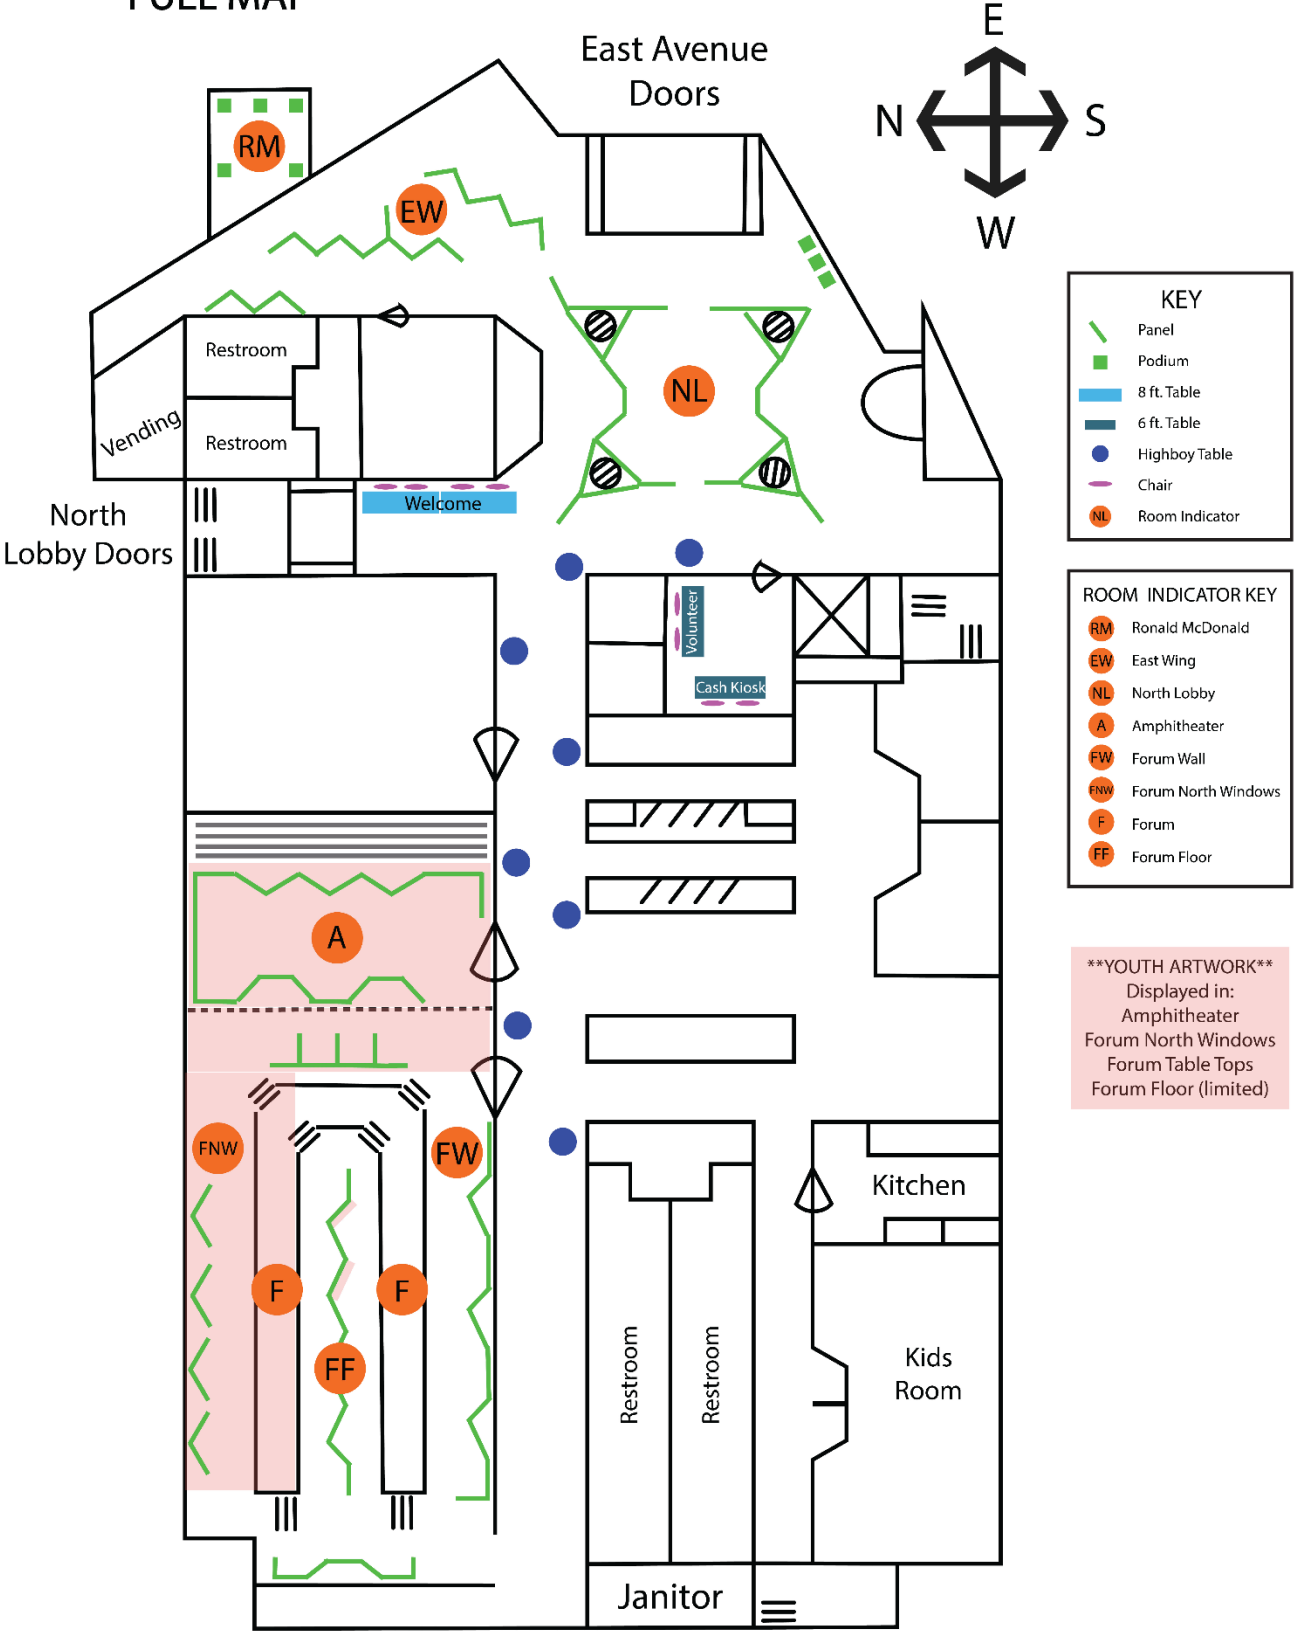 FULL MAP
East Avenue
Doors
E
N
S
W
RM
EW
NL
Restroom
Restroom
Vending
Welcome
North
Lobby Doors
Volunteer
Cash Kiosk
A
FNW
FW
F
F
FF
Restroom
Restroom
Kitchen
Kids
Room
Janitor
KEY
Panel
Podium
8 ft. Table
6 ft. Table
Highboy Table
Chair
NL Room Indicator
ROOM INDICATOR KEY
RM Ronald McDonald
EW East Wing
NL North Lobby
A Amphitheater
FW Forum Wall
FNW Forum North Windows
F Forum
FF Forum Floor
**YOUTH ARTWORK**
Displayed in:
Amphitheater
Forum North Windows
Forum Table Tops
Forum Floor (limited)